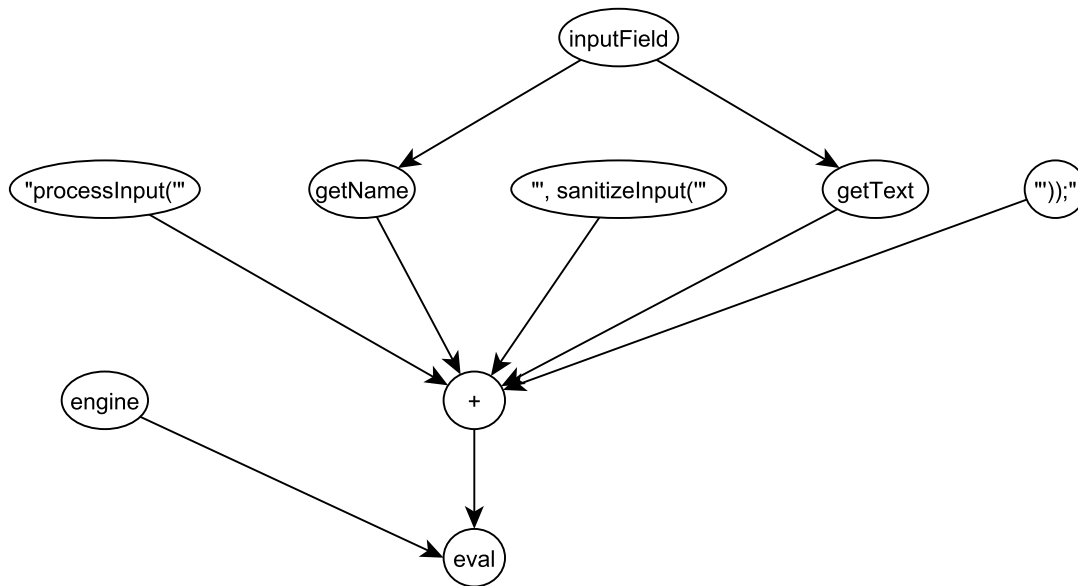 inputField
"processInput('"
getName
"', sanitizeInput('"
getText
"'));"
engine
+
eval